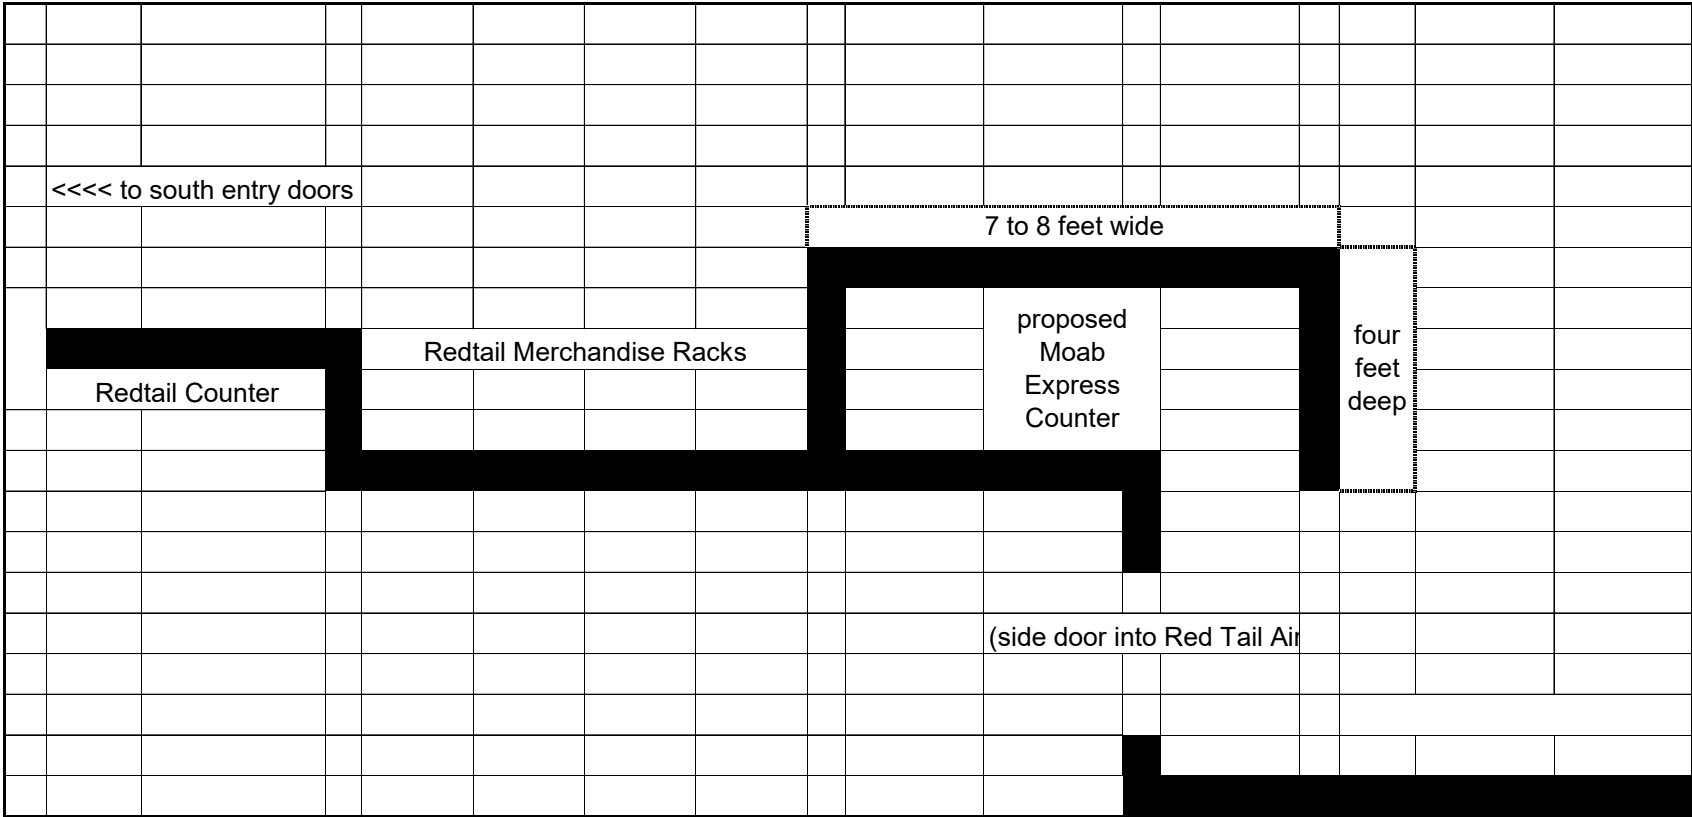 <<<< to south entry doors
7 to 8 feet wide
proposed
Moab
Express
Counter
four
feet
deep
Redtail Merchandise Racks
Redtail Counter
(side door into Red Tail Air